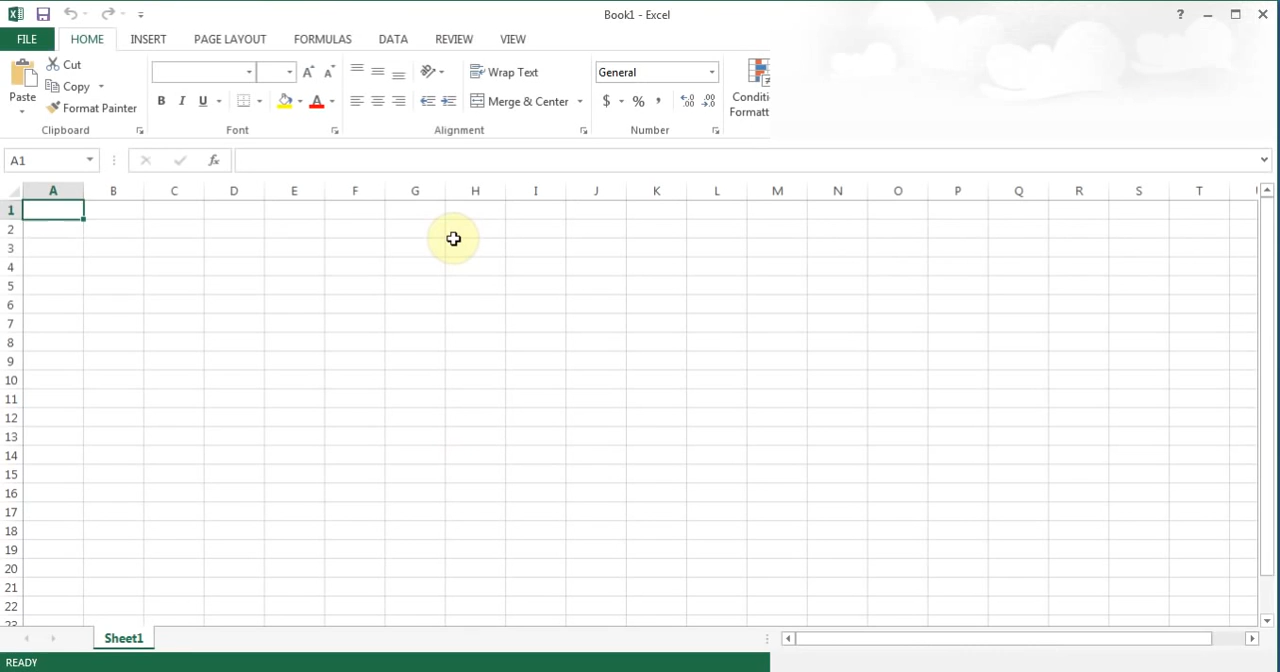 Book1 - Excel ?
FILE HOME INSERT PAGE LAYOUT FORMULAS DATA REVIEW VIEW
Cut
Copy
Format Painter
Paste
Clipboard
B I U A
Font
Wrap Text
Merge & Center
Alignment
General
$ % ,
Number
Conditi
Formatt
A1 fx
A B C D E F G H I J K L M N O P Q R S T
1
2
3
4
5
6
7
8
9
10
11
12
13
14
15
16
17
18
19
20
21
22
23
Sheet1
READY